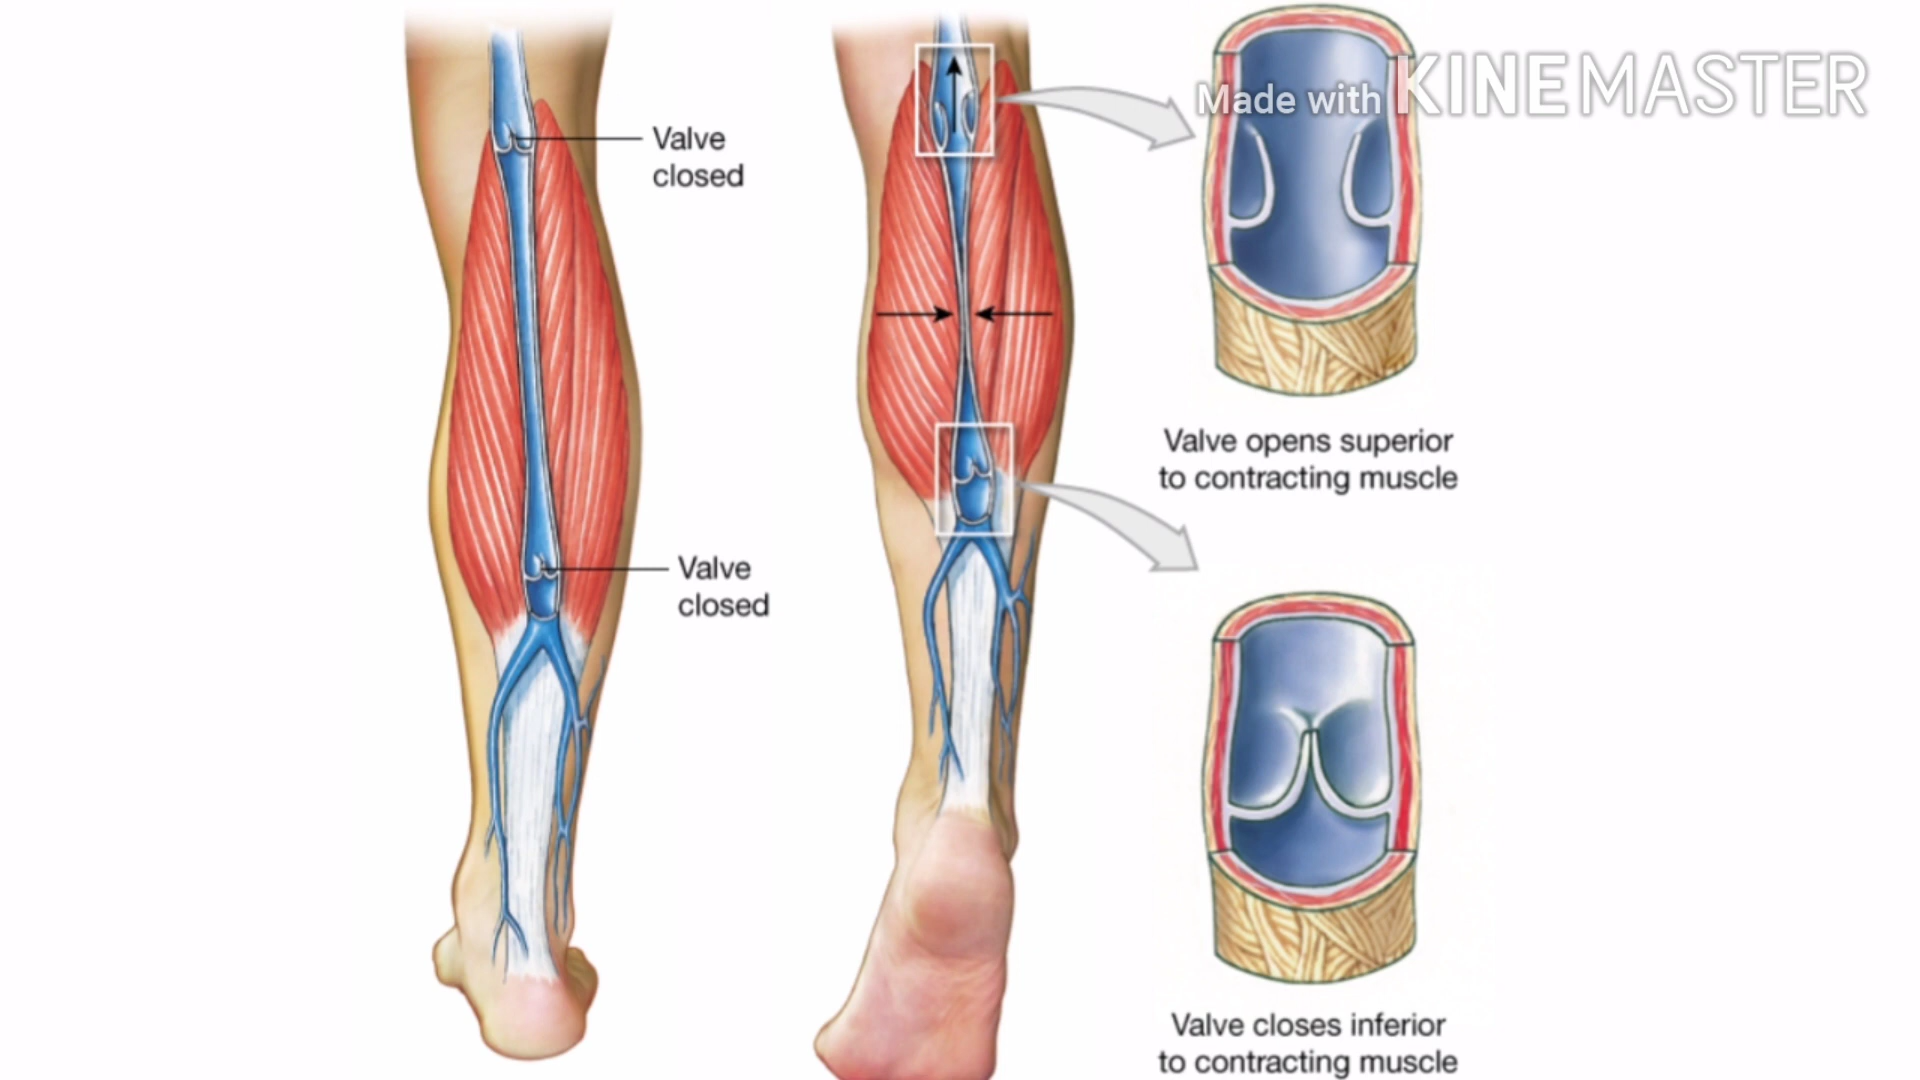 Made with KINEMASTER
Valve
closed
Valve
closed
Valve opens superior
to contracting muscle
Valve closes inferior
to contracting muscle